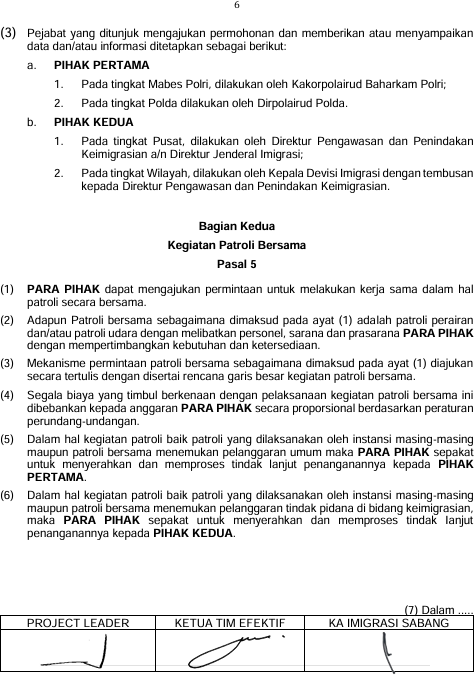 6
(3) Pejabat yang ditunjuk mengajukan permohonan dan memberikan atau menyampaikan
data dan/atau informasi ditetapkan sebagai berikut:
a. PIHAK PERTAMA
1. Pada tingkat Mabes Polri, dilakukan oleh Kakorpolairud Baharkam Polri;
2. Pada tingkat Polda dilakukan oleh Dirpolairud Polda.
b. PIHAK KEDUA
1. Pada tingkat Pusat, dilakukan oleh Direktur Pengawasan dan Penindakan
Keimigrasian a/n Direktur Jenderal Imigrasi;
2. Pada tingkat Wilayah, dilakukan oleh Kepala Devisi Imigrasi dengan tembusan
kepada Direktur Pengawasan dan Penindakan Keimigrasian.
Bagian Kedua
Kegiatan Patroli Bersama
Pasal 5
(1) PARA PIHAK dapat mengajukan permintaan untuk melakukan kerja sama dalam hal
patroli secara bersama.
(2) Adapun Patroli bersama sebagaimana dimaksud pada ayat (1) adalah patroli perairan
dan/atau patroli udara dengan melibatkan personel, sarana dan prasarana PARA PIHAK
dengan mempertimbangkan kebutuhan dan ketersediaan.
(3) Mekanisme permintaan patroli bersama sebagaimana dimaksud pada ayat (1) diajukan
secara tertulis dengan disertai rencana garis besar kegiatan patroli bersama.
(4) Segala biaya yang timbul berkenaan dengan pelaksanaan kegiatan patroli bersama ini
dibebankan kepada anggaran PARA PIHAK secara proporsional berdasarkan peraturan
perundang-undangan.
(5) Dalam hal kegiatan patroli baik patroli yang dilaksanakan oleh instansi masing-masing
maupun patroli bersama menemukan pelanggaran umum maka PARA PIHAK sepakat
untuk menyerahkan dan memproses tindak lanjut penanganannya kepada PIHAK
PERTAMA.
(6) Dalam hal kegiatan patroli baik patroli yang dilaksanakan oleh instansi masing-masing
maupun patroli bersama menemukan pelanggaran tindak pidana di bidang keimigrasian,
maka PARA PIHAK sepakat untuk menyerahkan dan memproses tindak lanjut
penanganannya kepada PIHAK KEDUA.
(7) Dalam .....
PROJECT LEADER KETUA TIM EFEKTIF KA IMIGRASI SABANG